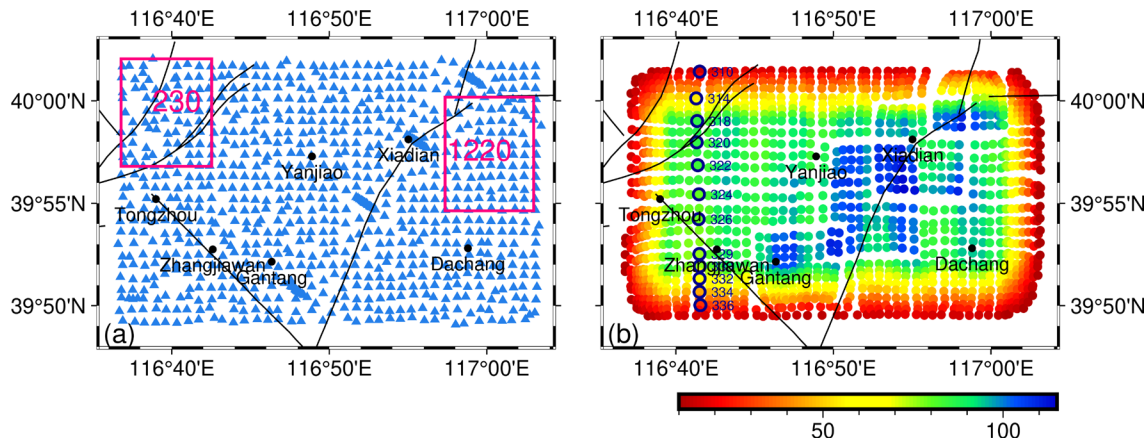 116°40'E 116°50'E 117°00'E
116°40'E 116°50'E 117°00'E
40°00'N
39°55'N
39°50'N
230
1220
Xiadian
Yanjiao
Tongzhou
Zhangjiawan
Gantang
Dachang
(a)
116°40'E 116°50'E 117°00'E
310
314
318
320
322
324
326
329
332
334
336
Xiadian
Yanjiao
Tongzhou
Zhangjiawan
Gantang
Dachang
(b)
40°00'N
39°55'N
39°50'N
116°40'E 116°50'E 117°00'E
50 100